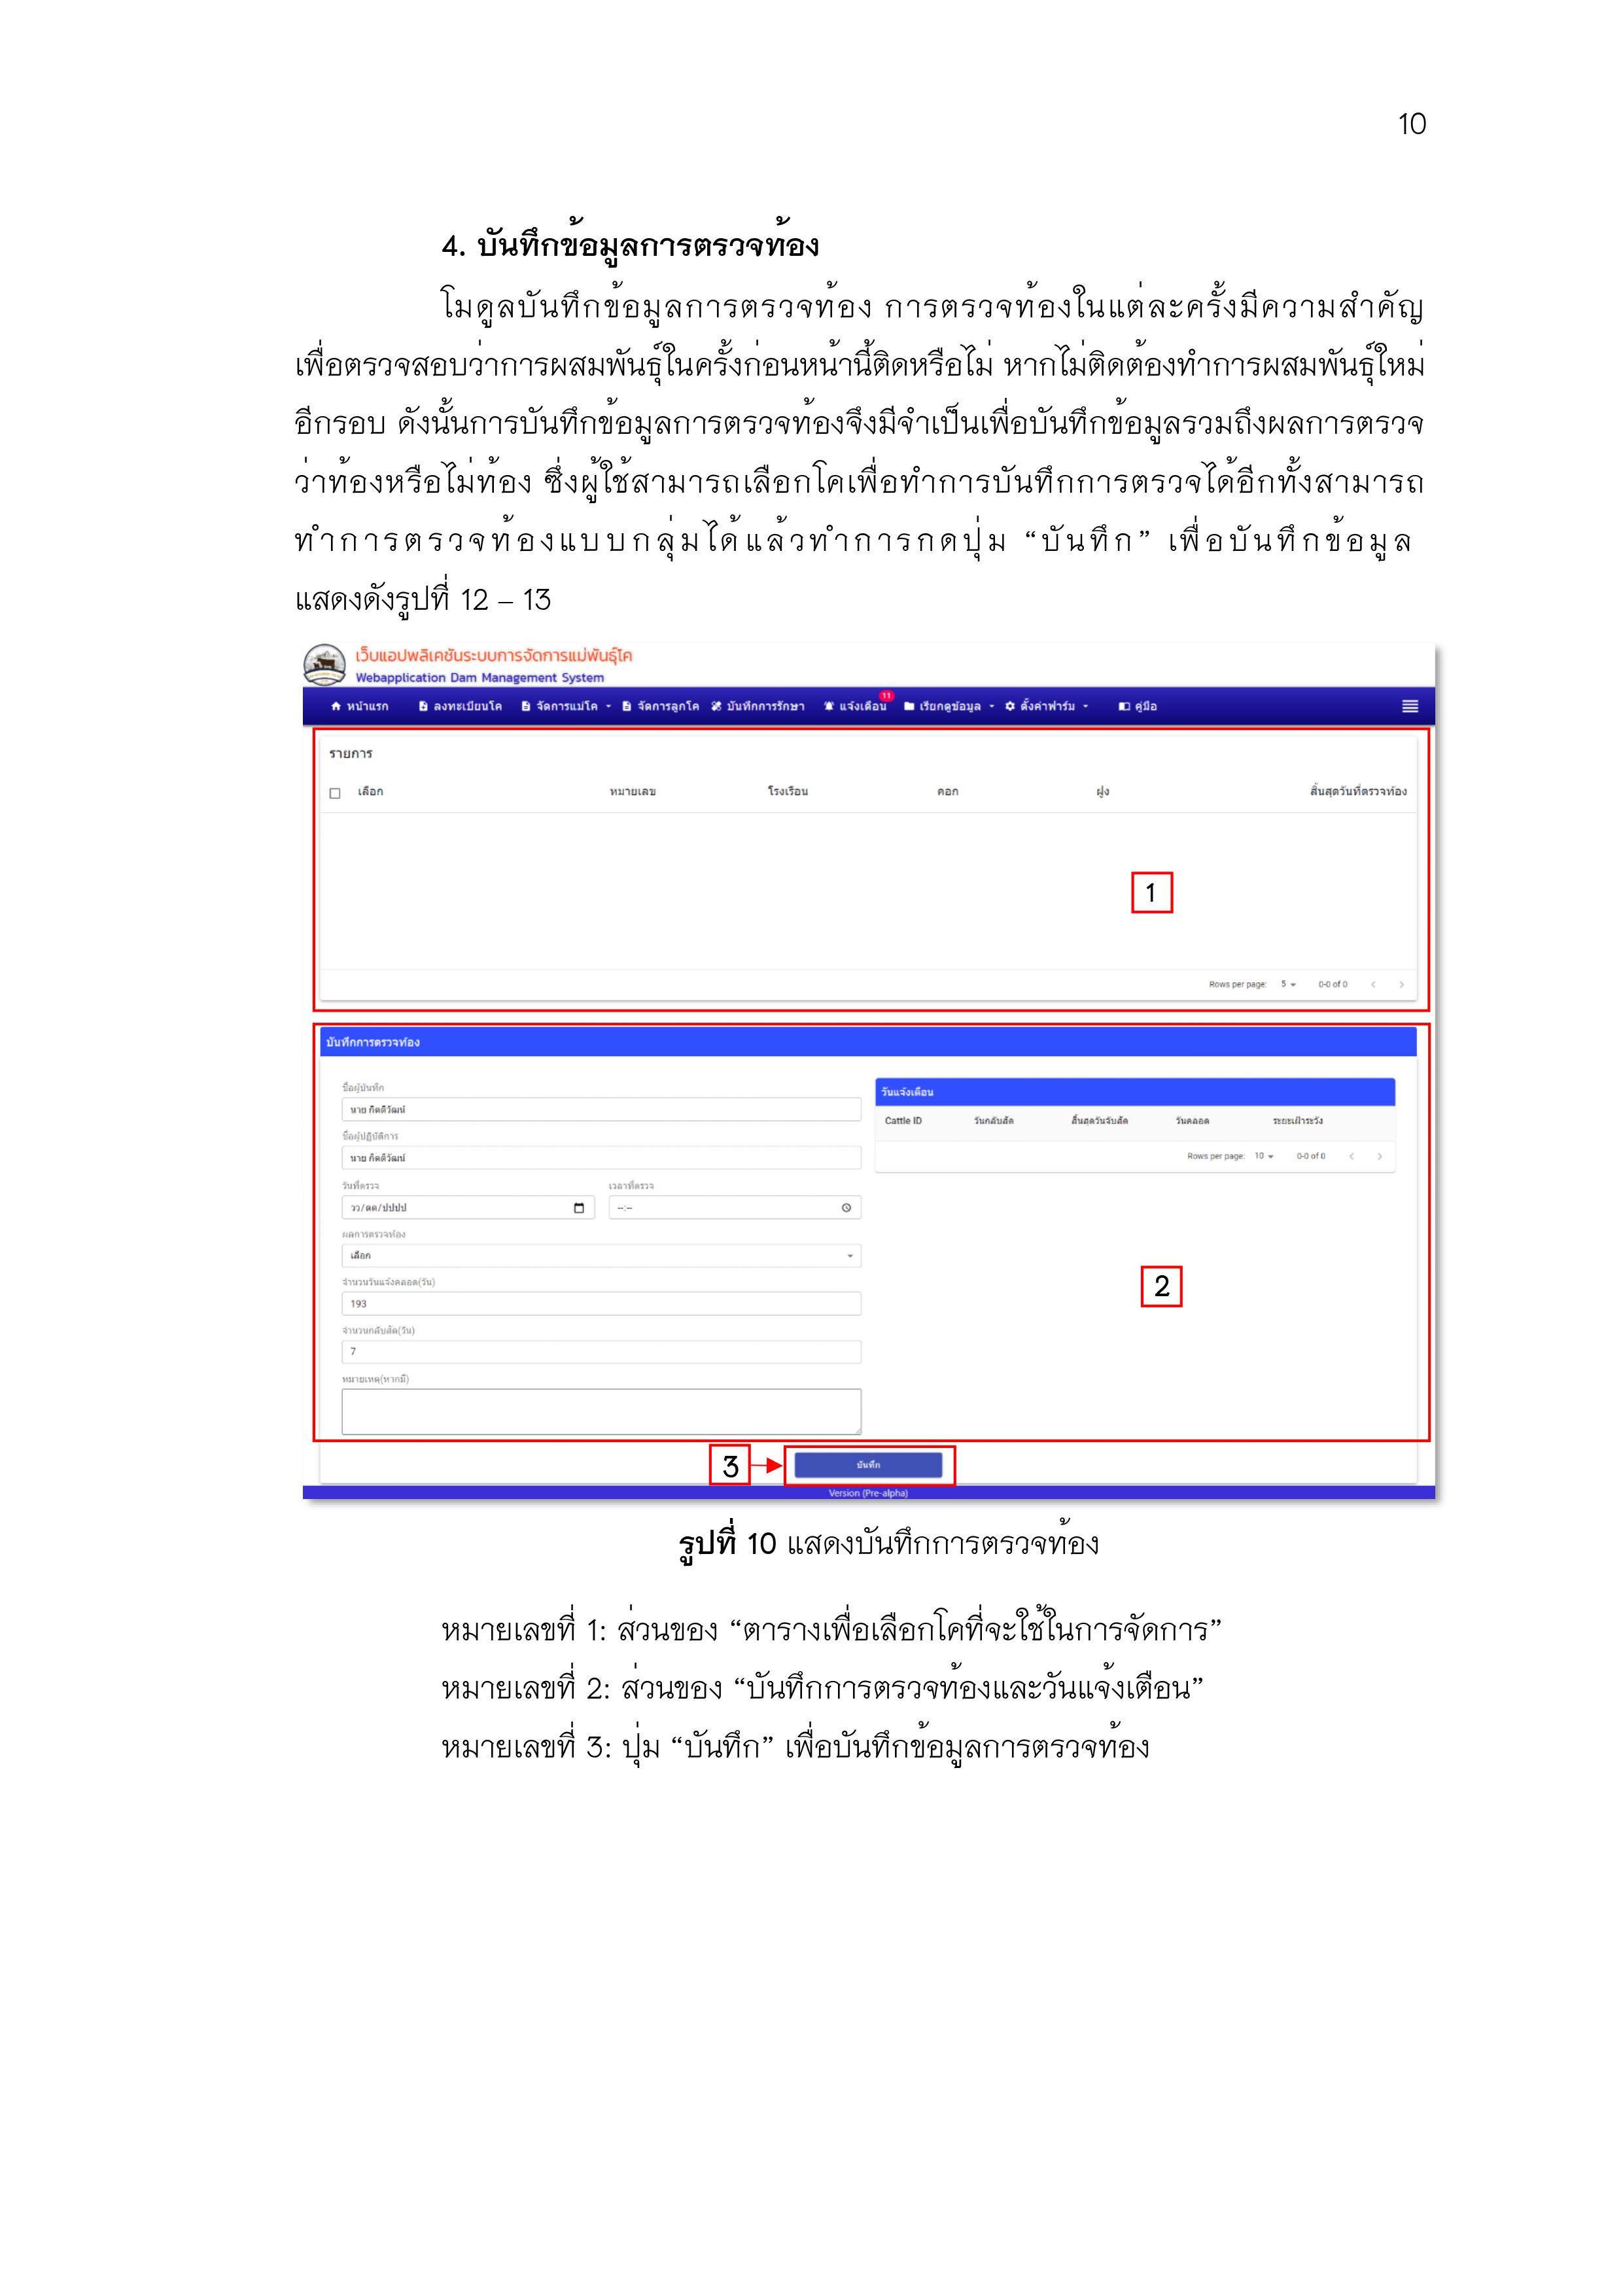 10
4. บันทึกข้อมูลการตรวจท้อง
โมดูลบันทึกข้อมูลการตรวจท้อง การตรวจท้องในแต่ละครั้งมีความสำคัญ
เพื่อตรวจสอบว่าการผสมพันธุ์ในครั้งก่อนหน้านี้ติดหรือไม่ หากไม่ติดต้องทำการผสมพันธุ์ใหม่
อีกรอบ ดังนั้นการบันทึกข้อมูลการตรวจท้องจึงมีจำเป็นเพื่อบันทึกข้อมูลรวมถึงผลการตรวจ
ว่าท้องหรือไม่ท้อง ซึ่งผู้ใช้สามารถเลือกโคเพื่อทำการบันทึกการตรวจได้อีกทั้งสามารถ
ทำการตรวจท้องแบบกลุ่มได้แล้วทำการกดปุ่ม “บันทึก” เพื่อบันทึกข้อมูล
แสดงดังรูปที่ 12 – 13
เว็บแอปพลิเคชันระบบการจัดการแม่พันธุ์โค
Webapplication Dam Management System
หน้าแรก ลงทะเบียนโค จัดการแม่โค จัดการลูกโค บันทึกการรักษา แจ้งเตือน 11 เรียกดูข้อมูล ตั้งค่าฟาร์ม คู่มือ
รายการ
เลือก หมายเลข โรงเรือน คอก ฝูง สิ้นสุดวันที่ตรวจท้อง
1
Rows per page: 5 0-0 of 0
บันทึกการตรวจท้อง
ชื่อผู้บันทึก
นาย กิตติวัฒน์
ชื่อผู้ปฏิบัติการ
นาย กิตติวัฒน์
วันที่ตรวจ เวลาที่ตรวจ
วว/ดด/ปปปป --:--
ผลการตรวจท้อง
เลือก
จำนวนวันแจ้งคลอด(วัน)
193
จำนวนกลับสัด(วัน)
7
หมายเหตุ(หากมี)
วันแจ้งเตือน
Cattle ID วันกลับสัด สิ้นสุดวันจับสัด วันคลอด ระยะเฝ้าระวัง
Rows per page: 10 0-0 of 0
2
3 บันทึก
Version (Pre-alpha)
รูปที่ 10 แสดงบันทึกการตรวจท้อง
หมายเลขที่ 1: ส่วนของ “ตารางเพื่อเลือกโคที่จะใช้ในการจัดการ”
หมายเลขที่ 2: ส่วนของ “บันทึกการตรวจท้องและวันแจ้งเตือน”
หมายเลขที่ 3: ปุ่ม “บันทึก” เพื่อบันทึกข้อมูลการตรวจท้อง